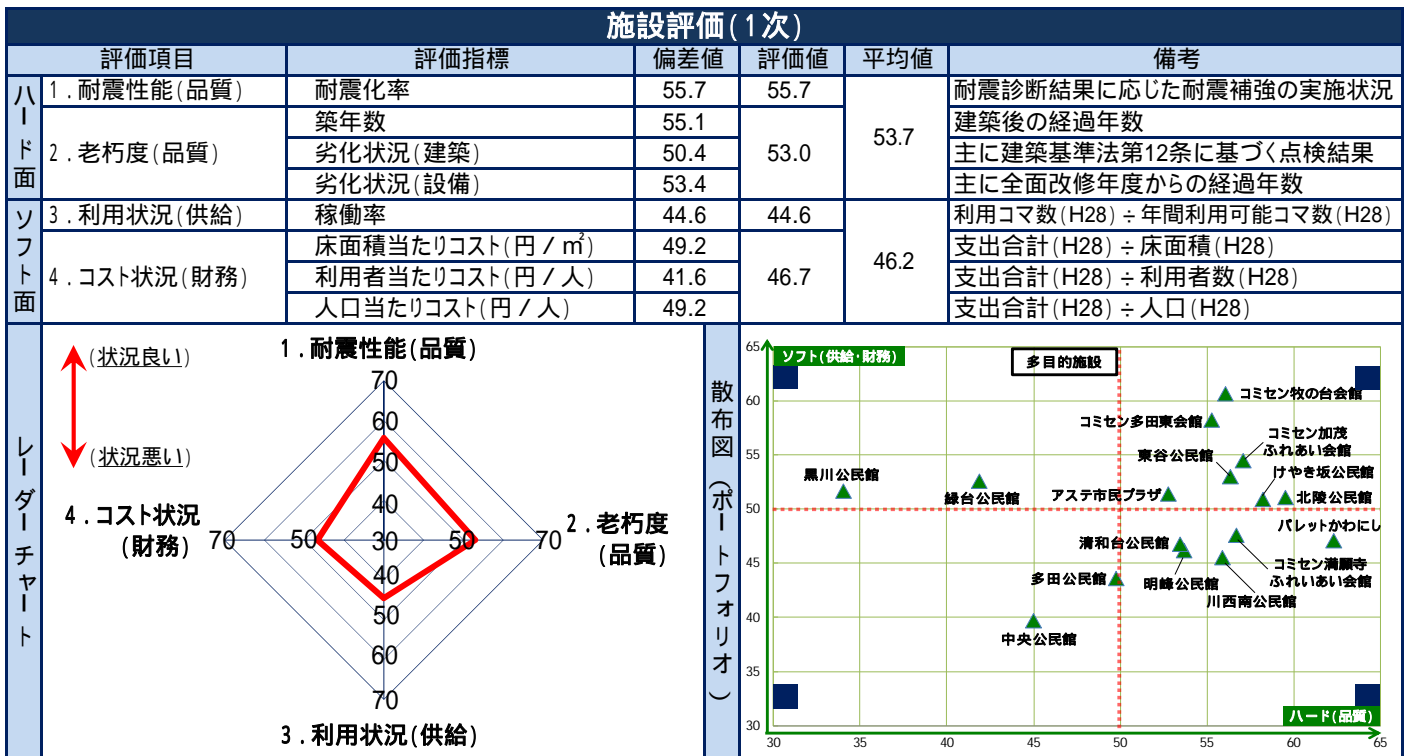 施設評価(1次)
評価項目 評価指標 偏差値 評価値 平均値 備考
ハード面
1.耐震性能(品質) 耐震化率 55.7 55.7 53.7 耐震診断結果に応じた耐震補強の実施状況
2.老朽度(品質) 築年数 55.1 53.0 建築後の経過年数
劣化状況(建築) 50.4 主に建築基準法第12条に基づく点検結果
劣化状況(設備) 53.4 主に全面改修年度からの経過年数
ソフト面
3.利用状況(供給) 稼働率 44.6 44.6 46.2 利用コマ数(H28)÷年間利用可能コマ数(H28)
4.コスト状況(財務) 床面積当たりコスト(円/㎡) 49.2 46.7 支出合計(H28)÷床面積(H28)
利用者当たりコスト(円/人) 41.6 支出合計(H28)÷利用者数(H28)
人口当たりコスト(円/人) 49.2 支出合計(H28)÷人口(H28)
レーダーチャート
(状況良い)
(状況悪い)
1.耐震性能(品質)
2.老朽度
(品質)
3.利用状況(供給)
4.コスト状況
(財務)
70
60
50
40
30
40
50
60
70
70
50
50
70
散布図(ポートフォリオ)
ソフト(供給・財務)
多目的施設
コミセン牧の台会館
コミセン多田東会館
コミセン加茂
ふれあい会館
東谷公民館
けやき坂公民館
黒川公民館
緑台公民館
アステ市民プラザ
北陵公民館
パレットかわにし
清和台公民館
多田公民館
明峰公民館
コミセン満願寺
ふれいあい会館
川西南公民館
中央公民館
ハード(品質)
65
60
55
50
45
40
35
30
30 35 40 45 50 55 60 65